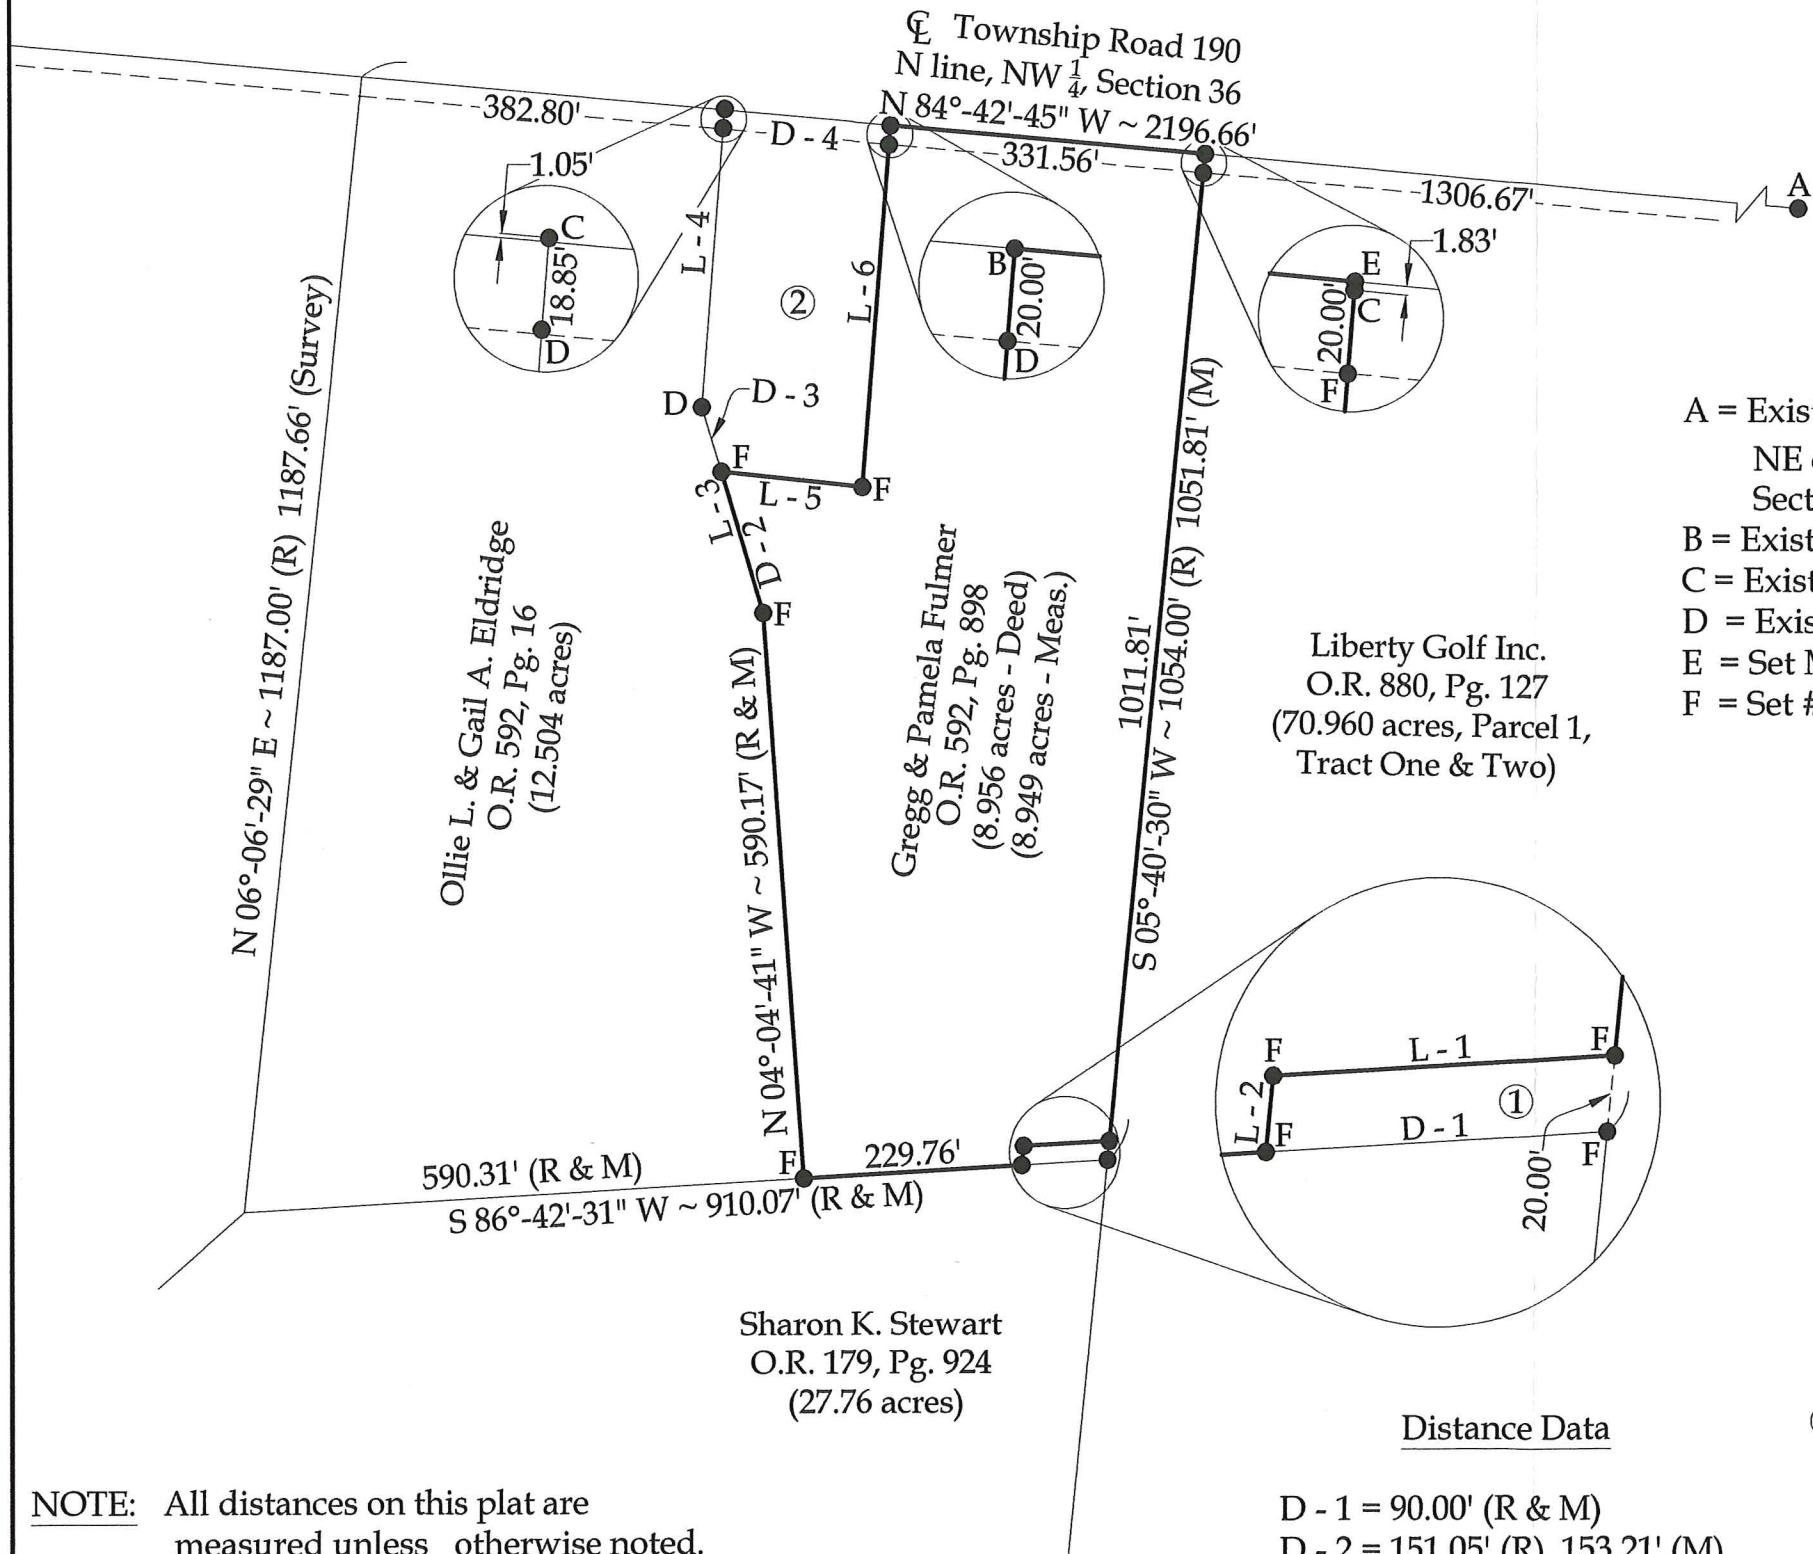 ℄ Township Road 190
N line, NW 1/4, Section 36
N 84°-42'-45" W ~ 2196.66'
382.80'
D - 4
331.56'
1306.67'
A
1.05'
C
18.85'
D
L - 4
②
L - 6
B
20.00'
D
1.83'
E
C
20.00'
F
D
D - 3
F
L - 5
F
L - 3
D - 2
F
N 06°-06'-29" E ~ 1187.00' (R) 1187.66' (Survey)
Ollie L. & Gail A. Eldridge
O.R. 592, Pg. 16
(12.504 acres)
N 04°-04'-41" W ~ 590.17' (R & M)
Gregg & Pamela Fulmer
O.R. 592, Pg. 898
(8.956 acres - Deed)
(8.949 acres - Meas.)
1011.81'
S 05°-40'-30" W ~ 1054.00' (R) 1051.81' (M)
Liberty Golf Inc.
O.R. 880, Pg. 127
(70.960 acres, Parcel 1,
Tract One & Two)
A = Exis
NE
Sect
B = Exist
C = Exist
D = Exis
E = Set
F = Set #
F
L - 1
F
L - 2
①
F
D - 1
F
20.00'
F
229.76'
590.31' (R & M)
S 86°-42'-31" W ~ 910.07' (R & M)
Sharon K. Stewart
O.R. 179, Pg. 924
(27.76 acres)
Distance Data
D - 1 = 90.00' (R & M)
D - 2 = 151.05' (R) 153.21' (M)
NOTE: All distances on this plat are
measured unless otherwise noted.